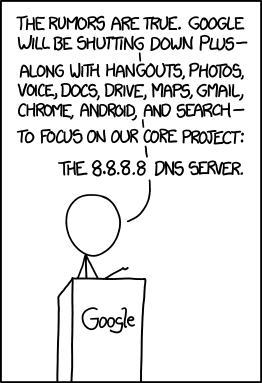 THE RUMORS ARE TRUE. GOOGLE
WILL BE SHUTTING DOWN PLUS—
ALONG WITH HANGOUTS, PHOTOS,
VOICE, DOCS, DRIVE, MAPS, GMAIL,
CHROME, ANDROID, AND SEARCH—
TO FOCUS ON OUR CORE PROJECT:
THE 8.8.8.8 DNS SERVER.
Google